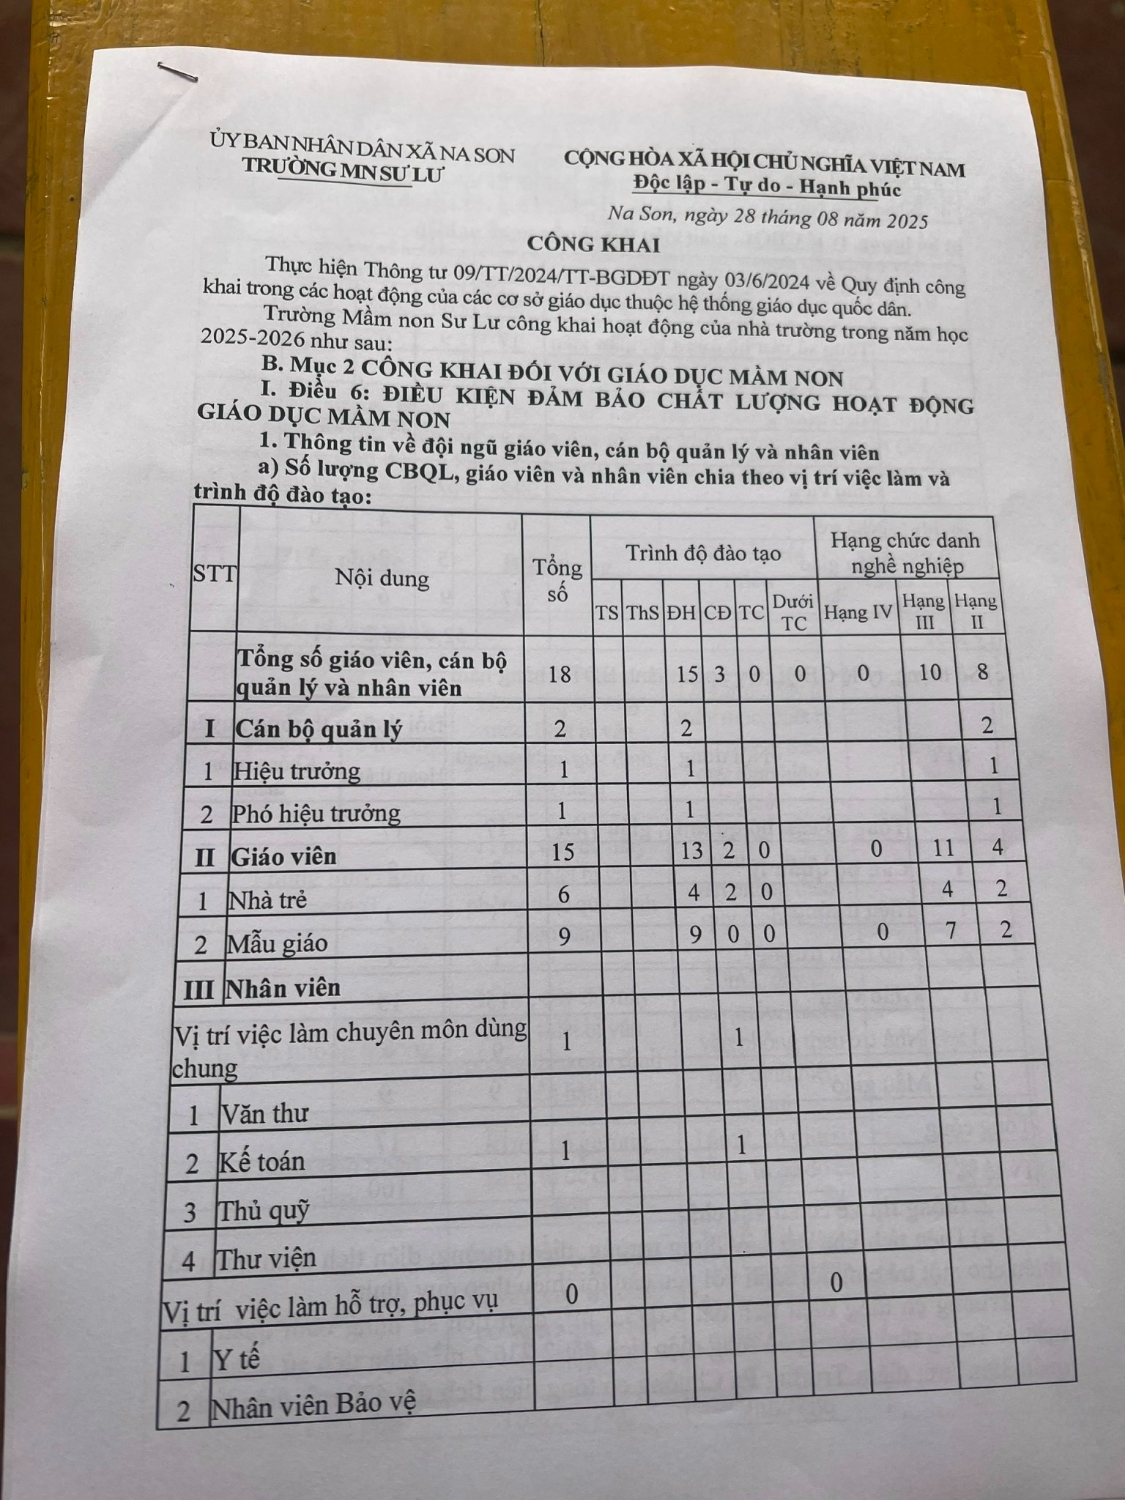 ỦY BAN NHÂN DÂN XÃ NA SON
TRƯỜNG MN SƯ LƯ
CỘNG HÒA XÃ HỘI CHỦ NGHĨA VIỆT NAM
Độc lập - Tự do - Hạnh phúc
Na Son, ngày 28 tháng 08 năm 2025
CÔNG KHAI
Thực hiện Thông tư 09/TT/2024/TT-BGDĐT ngày 03/6/2024 về Quy định công
khai trong các hoạt động của các cơ sở giáo dục thuộc hệ thống giáo dục quốc dân.
Trường Mầm non Sư Lư công khai hoạt động của nhà trường trong năm học
2025-2026 như sau:
B. Mục 2 CÔNG KHAI ĐỐI VỚI GIÁO DỤC MẦM NON
I. Điều 6: ĐIỀU KIỆN ĐẢM BẢO CHẤT LƯỢNG HOẠT ĐỘNG
GIÁO DỤC MẦM NON
1. Thông tin về đội ngũ giáo viên, cán bộ quản lý và nhân viên
a) Số lượng CBQL, giáo viên và nhân viên chia theo vị trí việc làm và
trình độ đào tạo:
STT Nội dung Tổng số Trình độ đào tạo Hạng chức danh nghề nghiệp
TS ThS ĐH CĐ TC Dưới TC Hạng IV Hạng III Hạng II
Tổng số giáo viên, cán bộ
quản lý và nhân viên 18 15 3 0 0 0 10 8
I Cán bộ quản lý 2 2 2
1 Hiệu trưởng 1 1 1
2 Phó hiệu trưởng 1 1 1
II Giáo viên 15 13 2 0 0 11 4
1 Nhà trẻ 6 4 2 0 4 2
2 Mẫu giáo 9 9 0 0 0 7 2
III Nhân viên
Vị trí việc làm chuyên môn dùng
chung 1 1
1 Văn thư
2 Kế toán 1 1
3 Thủ quỹ
4 Thư viện
Vị trí việc làm hỗ trợ, phục vụ 0 0
1 Y tế
2 Nhân viên Bảo vệ